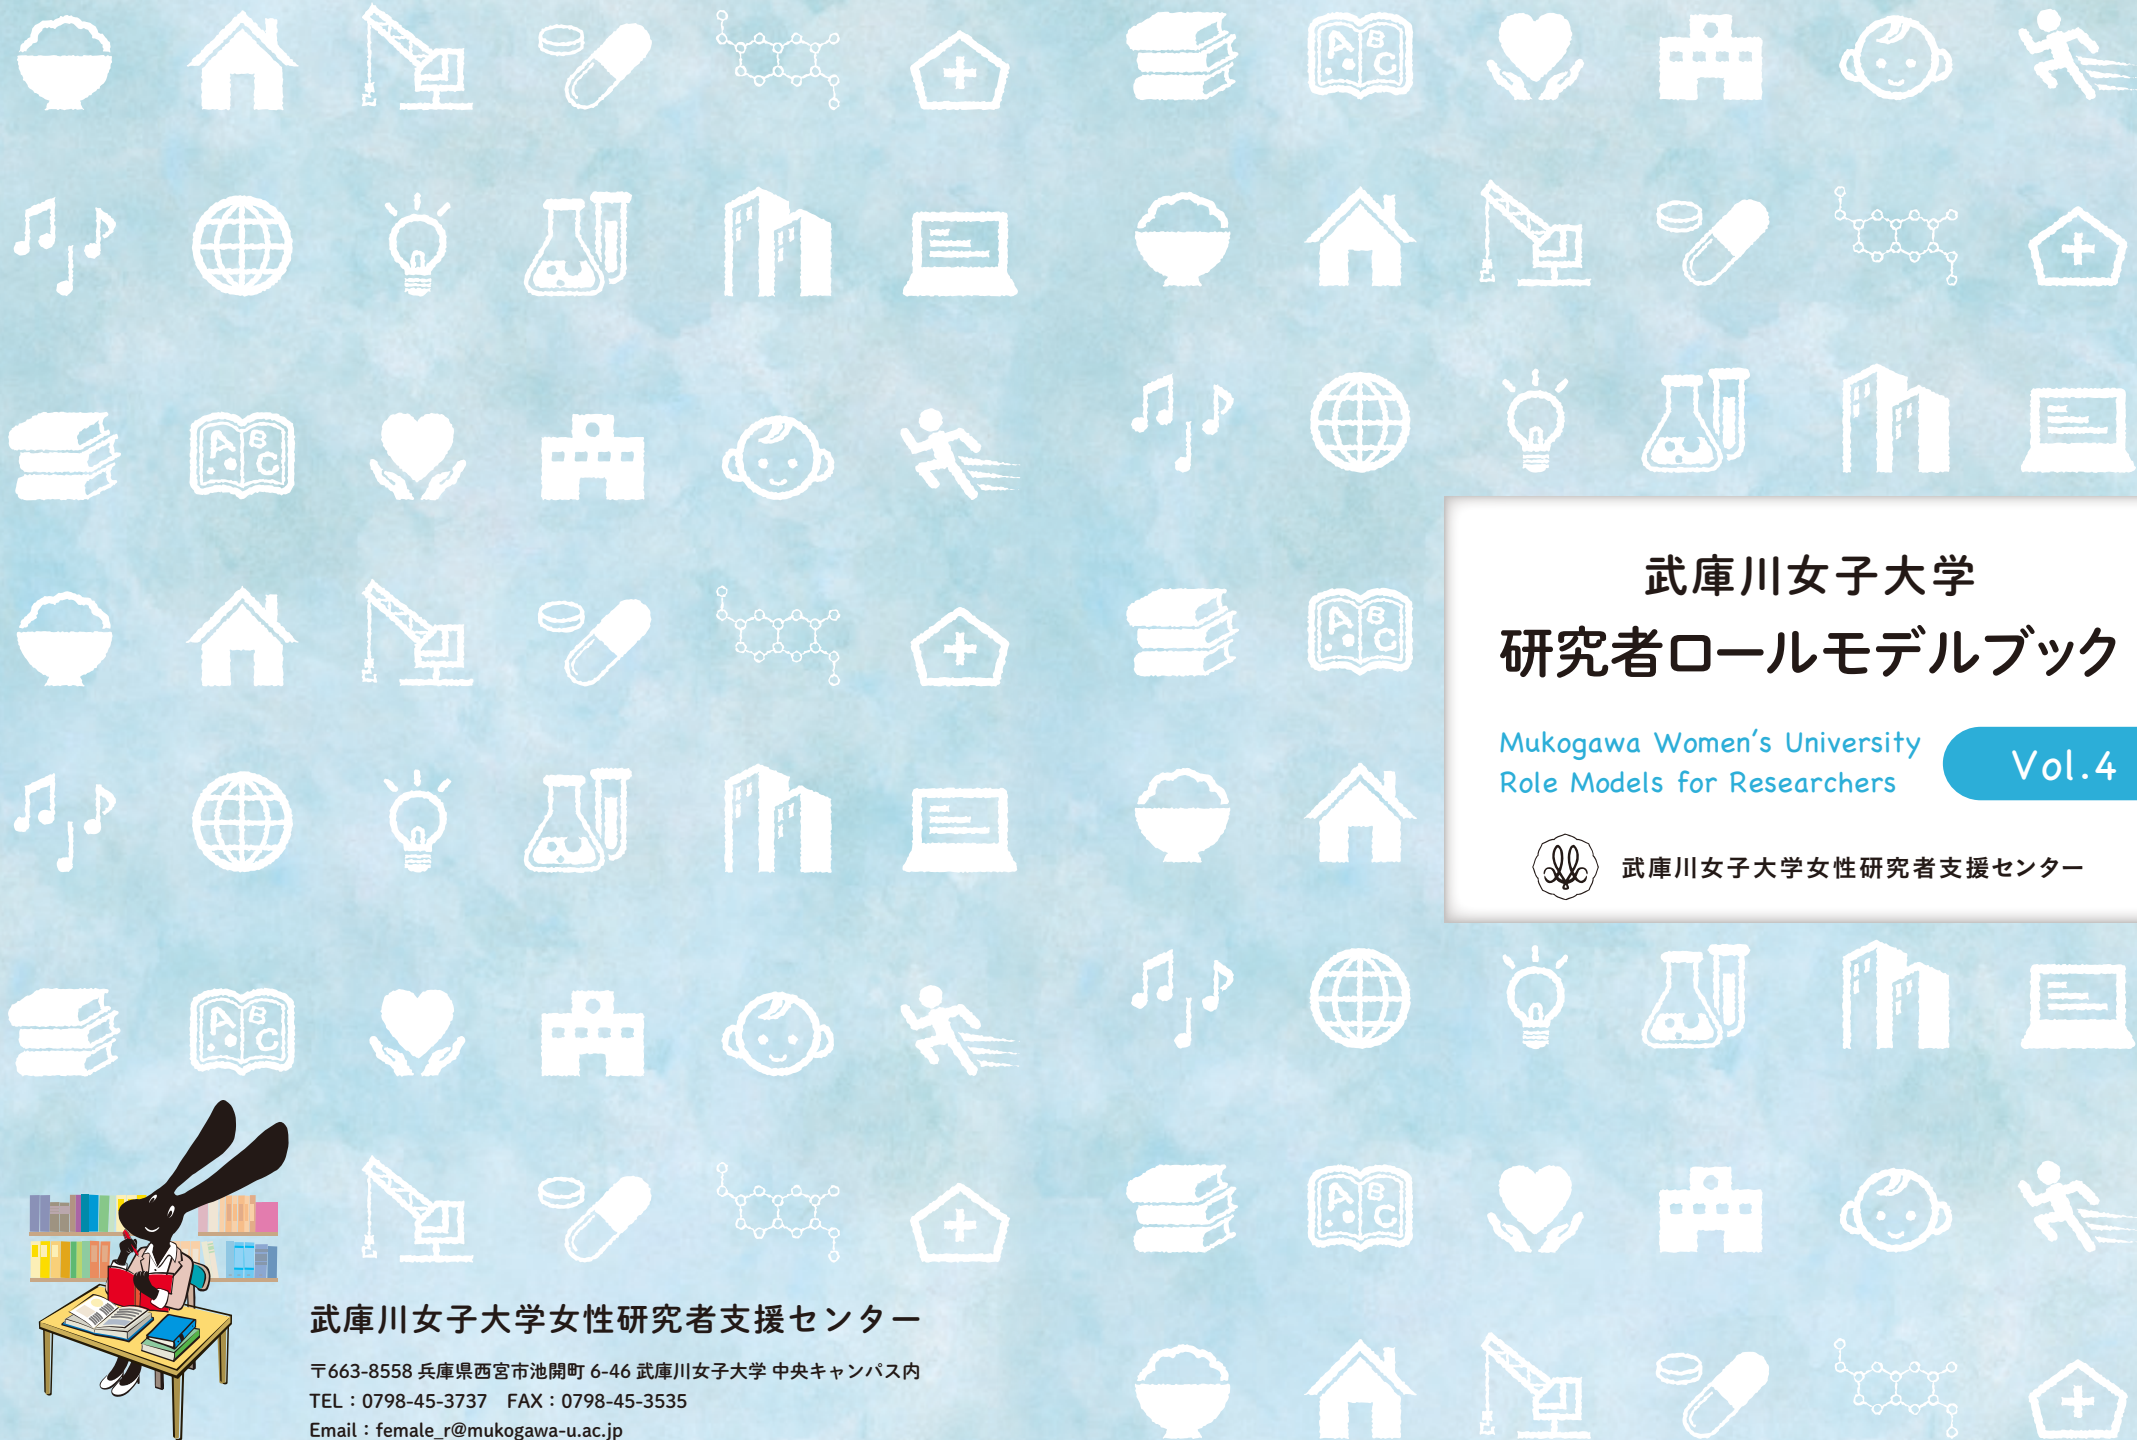 武庫川女子大学
研究者ロールモデルブック
Mukogawa Women's University
Role Models for Researchers
Vol.4
武庫川女子大学女性研究者支援センター
武庫川女子大学女性研究者支援センター
〒663-8558 兵庫県西宮市池開町 6-46 武庫川女子大学 中央キャンパス内
TEL：0798-45-3737　FAX：0798-45-3535
Email：female_r@mukogawa-u.ac.jp